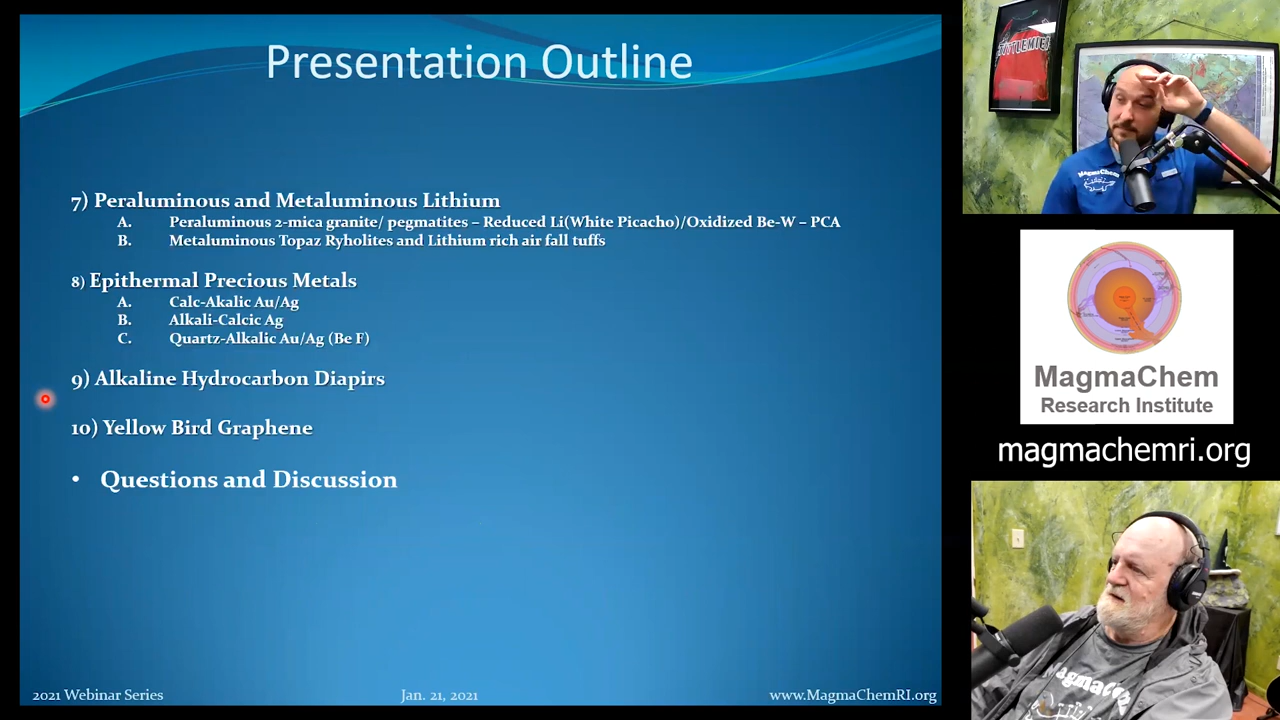 Presentation Outline
7) Peraluminous and Metaluminous Lithium
A. Peraluminous 2-mica granite/ pegmatites – Reduced Li(White Picacho)/Oxidized Be-W – PCA
B. Metaluminous Topaz Ryholites and Lithium rich air fall tuffs
8) Epithermal Precious Metals
A. Calc-Akalic Au/Ag
B. Alkali-Calcic Ag
C. Quartz-Alkalic Au/Ag (Be F)
9) Alkaline Hydrocarbon Diapirs
10) Yellow Bird Graphene
• Questions and Discussion
2021 Webinar Series
Jan. 21, 2021
www.MagmaChemRI.org
MagmaChem
MagmaChem
Research Institute
magmachemri.org
MagmaChem